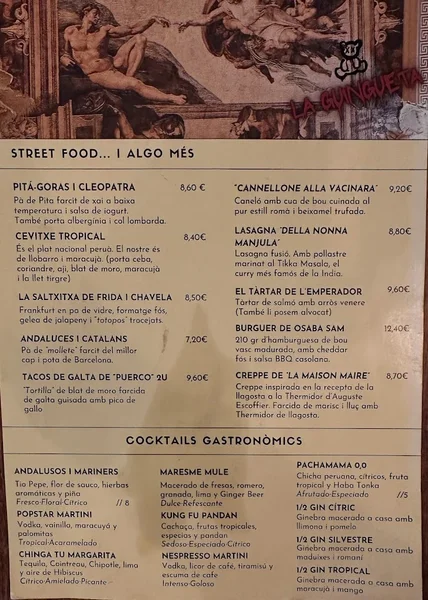 LA GUINGUETA
STREET FOOD... I ALGO MÉS
PITÁ-GORAS I CLEOPATRA 8,60 €
Pà de Pita farcit de xai a baixa
temperatura i salsa de iogurt.
També porta albergínia i col lombarda.
CEVITXE TROPICAL 8,40€
És el plat nacional peruà. El nostre és
de llobarro i maracujà. (porta ceba,
coriandre, aji, blat de moro, maracujà
i la llet tirgre)
LA SALTXITXA DE FRIDA I CHAVELA 8,50€
Frankfurt en pa de vidre, formatge fós,
gelea de jalapeny i "totopos" trocejats.
ANDALUCES I CATALANS 7,20€
Pà de "mollete" farcit del millor
cap i pota de Barcelona.
TACOS DE GALTA DE "PUERCO" 2U 9,60€
"Tortilla" de blat de moro farcida
de galta guisada amb pico de
gallo
"CANNELLONE ALLA VACINARA" 9,20€
Caneló amb cua de bou cuinada al
pur estill romà i beixamel trufada.
LASAGNA 'DELLA NONNA 8,80€
MANJULA'
Lasagna fusió. Amb pollastre
marinat al Tikka Masala, el
curry més famós de la India.
EL TÀRTAR DE L'EMPERADOR 9,60€
Tàrtar de salmó amb arròs venere
(També li posem alvocat)
BURGUER DE OSABA SAM 12,40€
210 gr d'hamburguesa de bou
vasc madurada, amb cheddar
fós i salsa BBQ casolana.
CREPPE DE 'LA MAISON MAIRE' 8,70€
Creppe inspirada en la recepta de la
llagosta a la Thermidor d'Auguste
Escoffier. Farcida de marisc i lluç amb
Thermidor de llagosta.
COCKTAILS GASTRONÒMICS
ANDALUSOS I MARINERS
Tio Pepe, flor de sauco, hierbas
aromáticas y piña
Fresco-Floral-Cítrico // 8
POPSTAR MARTINI
Vodka, vainilla, maracuyá y
palomitas
Tropical-Acaramelado
CHINGA TU MARGARITA
Tequila, Cointreau, Chipotle, lima
y aire de Hibiscus
Cítrico-Amielado-Picante
MARESME MULE
Macerado de fresas, romero,
granada, lima y Ginger Beer
Dulce-Refescante
KUNG FU PANDAN
Cachaça, frutas tropicales,
especias y pandan
Sedoso-Especiado-Cítrico
NESPRESSO MARTINI
Vodka, licor de café, tiramisú y
escuma de cafe
Intenso-Goloso
PACHAMAMA 0,0
Chicha peruana, cítricos, fruta
tropical y Haba Tonka
Afrutado-Especiado //5
1/2 GIN CÍTRIC
Ginebra macerada a casa amb
llimona i pomelo
1/2 GIN SILVESTRE
Ginebra macerada a casa amb
maduixes i romaní
1/2 GIN TROPICAL
Ginebra macerada a casa amb
maracujá i mango